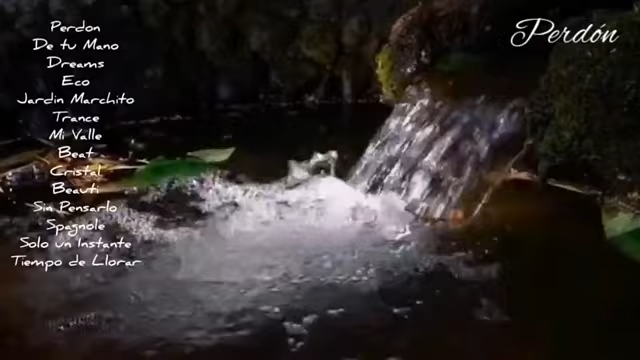 Perdon
De tu Mano
Dreams
Eco
Jardin Marchito
Trance
Mi Valle
Beat
Cristal
Beauti
Sin Pensarlo
Spagnole
Solo un Instante
Tiempo de Llorar
Perdón